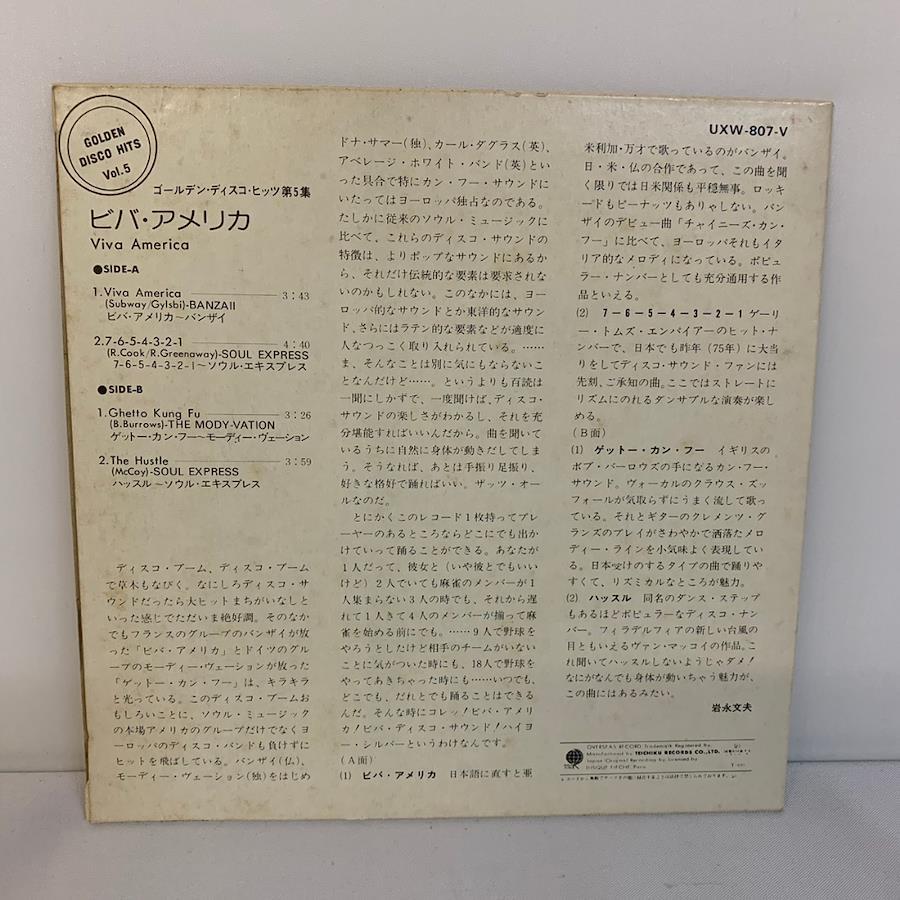 GOLDEN
DISCO HITS
Vol.5
ゴールデン・ディスコ・ヒッツ第5集
ビバ・アメリカ
Viva America
●SIDE-A
1.Viva America 3:43
(Subway/Gylsbi)-BANZAII
ビバ・アメリカ〜バンザイ
2.7-6-5-4-3-2-1 4:40
(R.Cook/R.Greenaway)-SOUL EXPRESS
7-6-5-4-3-2-1〜ソウル・エキスプレス
●SIDE-B
1.Ghetto Kung Fu 3:26
(B.Burrows)-THE MODY-VATION
ゲットー・カン・フー〜モーディー・ヴェーション
2.The Hustle 3:59
(McCoy)-SOUL EXPRESS
ハッスル〜ソウル・エキスプレス
ディスコ・ブーム、ディスコ・ブーム
で草木もなびく。なにしろディスコ・サ
ウンドだったら大ヒットまちがいなしと
いった感じでただいま絶好調。そのなか
でもフランスのグループのバンザイが放
った「ビバ・アメリカ」とドイツのグル
ープのモーディー・ヴェーションが放った
「ゲットー・カン・フー」は、キラキラ
と光っている。このディスコ・ブームお
もしろいことに、ソウル・ミュージック
の本場アメリカのグループだけでなくヨ
ーロッパのディスコ・バンドも負けずに
ヒットを飛ばしている。バンザイ(仏)、
モーディー・ヴェーション(独)をはじめ
ドナ・サマー(独)、カール・ダグラス(英)、
アベレージ・ホワイト・バンド(英)とい
った具合で特にカン・フー・サウンドに
いたってはヨーロッパ独占なのである。
たしかに従来のソウル・ミュージックに
比べて、これらのディスコ・サウンドの
特徴は、よりポップなサウンドにあるか
ら、それだけ伝統的な要素は要求されな
いのかもしれない。このなかには、ヨー
ロッパ的なサウンドとか東洋的なサウン
ド、さらにはラテン的な要素などが適度に
人なつっこく取り入れられている。……
ま、そんなことは別に気にもならないこ
となんだけど……。というよりも百読は
一聞にしかずで、一度聞けば、ディスコ・
サウンドの楽しさがわかるし、それを充
分堪能すればいいんだから。曲を聞いて
いるうちに自然に身体が動きだしてしま
う。そうなれば、あとは手振り足振り、
好きな格好で踊ればいい。ザッツ・オー
ルなのだ。
とにかくこのレコード1枚持ってプレ
ーヤーのあるところならどこにでも出か
けていって踊ることができる。あなたが
1人だって、彼女と(いや彼とでもいい
けど)2人でいても麻雀のメンバーが1
人集まらない3人の時でも、それから遅
れて1人きて4人のメンバーが揃って麻
雀を始める前にでも。……9人で野球を
やろうとしたけど相手のチームがいない
ことに気がついた時にも、18人で野球を
やってあきちゃった時にも……いつでも、
どこでも、だれとでも踊ることはできる
んだ。そんな時にコレッ!ビバ・アメリ
カ!ビバ・ディスコ・サウンド!ハイヨ
ー・シルバーというわけなんです。
(A面)
(1) ビバ・アメリカ 日本語に直すと亜
UXW-807-V
米利加・万才で歌っているのがバンザイ。
日・米・仏の合作であって、この曲を聞
く限りでは日米関係も平穏無事。ロッキ
ードもピーナッツもありゃしない。バン
ザイのデビュー曲「チャイニーズ・カン・
フー」に比べて、ヨーロッパそれもイタ
リア的なメロディになっている。ポピュ
ラー・ナンバーとしても充分通用する作
品といえる。
(2) 7-6-5-4-3-2-1 ゲーリ
ー・トムズ・エンパイアーのヒット・ナ
ンバーで、日本でも昨年(75年)に大当
りをしてディスコ・サウンド・ファンには
先刻、ご承知の曲。ここではストレートに
リズムにのれるダンサブルな演奏が楽し
める。
(B面)
(1) ゲットー・カン・フー イギリスの
ボブ・バーロウズの手になるカン・フー・
サウンド。ヴォーカルのクラウス・ズッ
フォールが気取らずにうまく流して歌っ
ている。それとギターのクレメンツ・グ
ランズのプレイがさわやかで洒落たメロ
ディー・ラインを小気味よく表現してい
る。日本受けのするタイプの曲で踊りや
すくて、リズミカルなところが魅力。
(2) ハッスル 同名のダンス・ステップ
もあるほどポピュラーなディスコ・ナン
バー。フィラデルフィアの新しい台風の
目ともいえるヴァン・マッコイの作品。こ
れ聞いてハッスルしないようじゃダメ!
なにがなんでも身体が動いちゃう魅力が、
この曲にはあるみたい。
岩永文夫
OVERSEAS RECORD Trademark Registered by
Manufactured by TEICHIKU RECORDS CO.,LTD.
Japan Original Recording by Licensed by